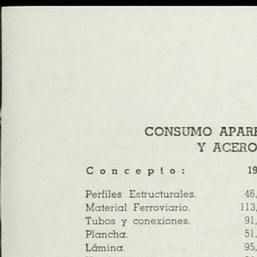 CONSUMO APARE
Y ACERO
Concepto: 19
Perfiles Estructurales. 46,
Material Ferroviario. 113,
Tubos y conexiones. 91,
Plancha. 51,
Lámina. 95,